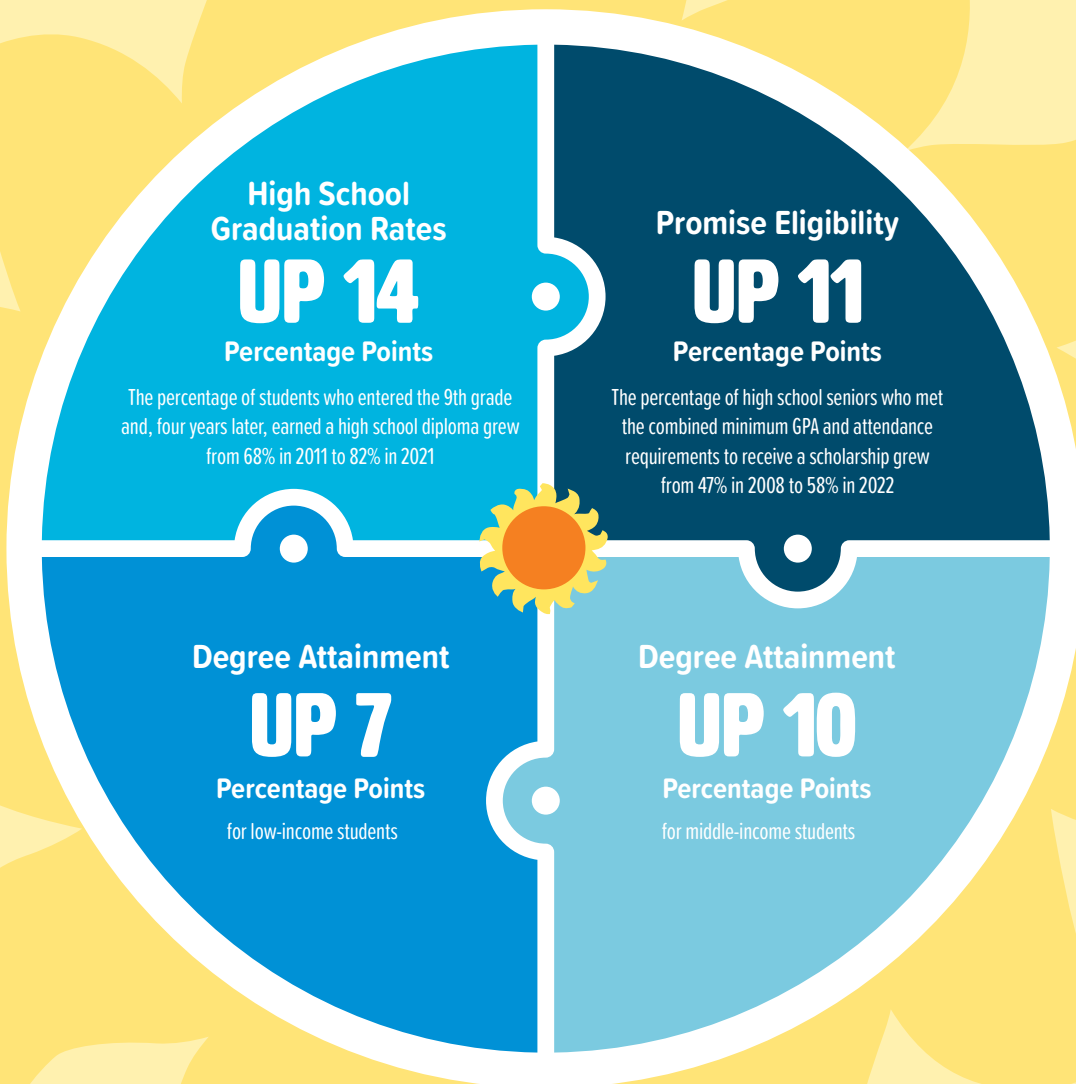 High School
Graduation Rates
UP 14
Percentage Points
The percentage of students who entered the 9th grade
and, four years later, earned a high school diploma grew
from 68% in 2011 to 82% in 2021
Promise Eligibility
UP 11
Percentage Points
The percentage of high school seniors who met
the combined minimum GPA and attendance
requirements to receive a scholarship grew
from 47% in 2008 to 58% in 2022
Degree Attainment
UP 7
Percentage Points
for low-income students
Degree Attainment
UP 10
Percentage Points
for middle-income students